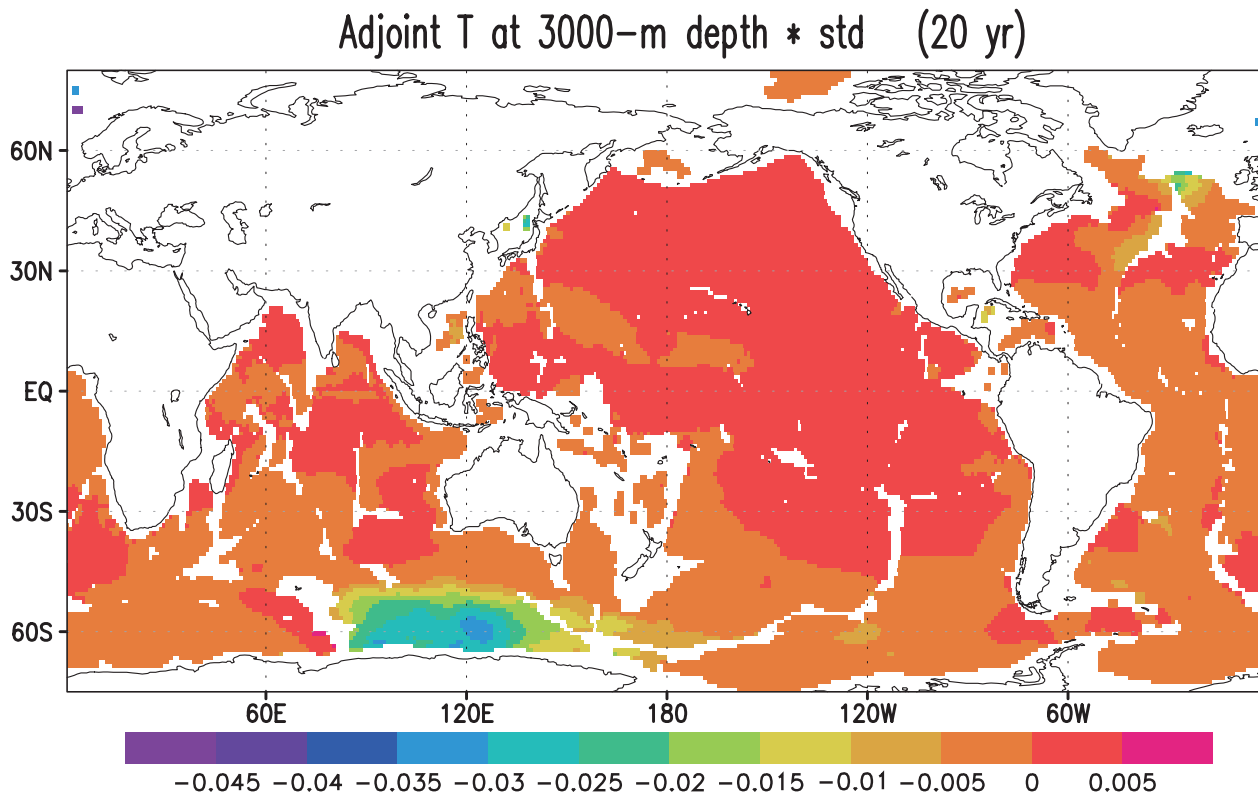 Adjoint T at 3000-m depth * std (20 yr)
60N
30N
EQ
30S
60S
60E 120E 180 120W 60W
-0.045 -0.04 -0.035 -0.03 -0.025 -0.02 -0.015 -0.01 -0.005 0 0.005